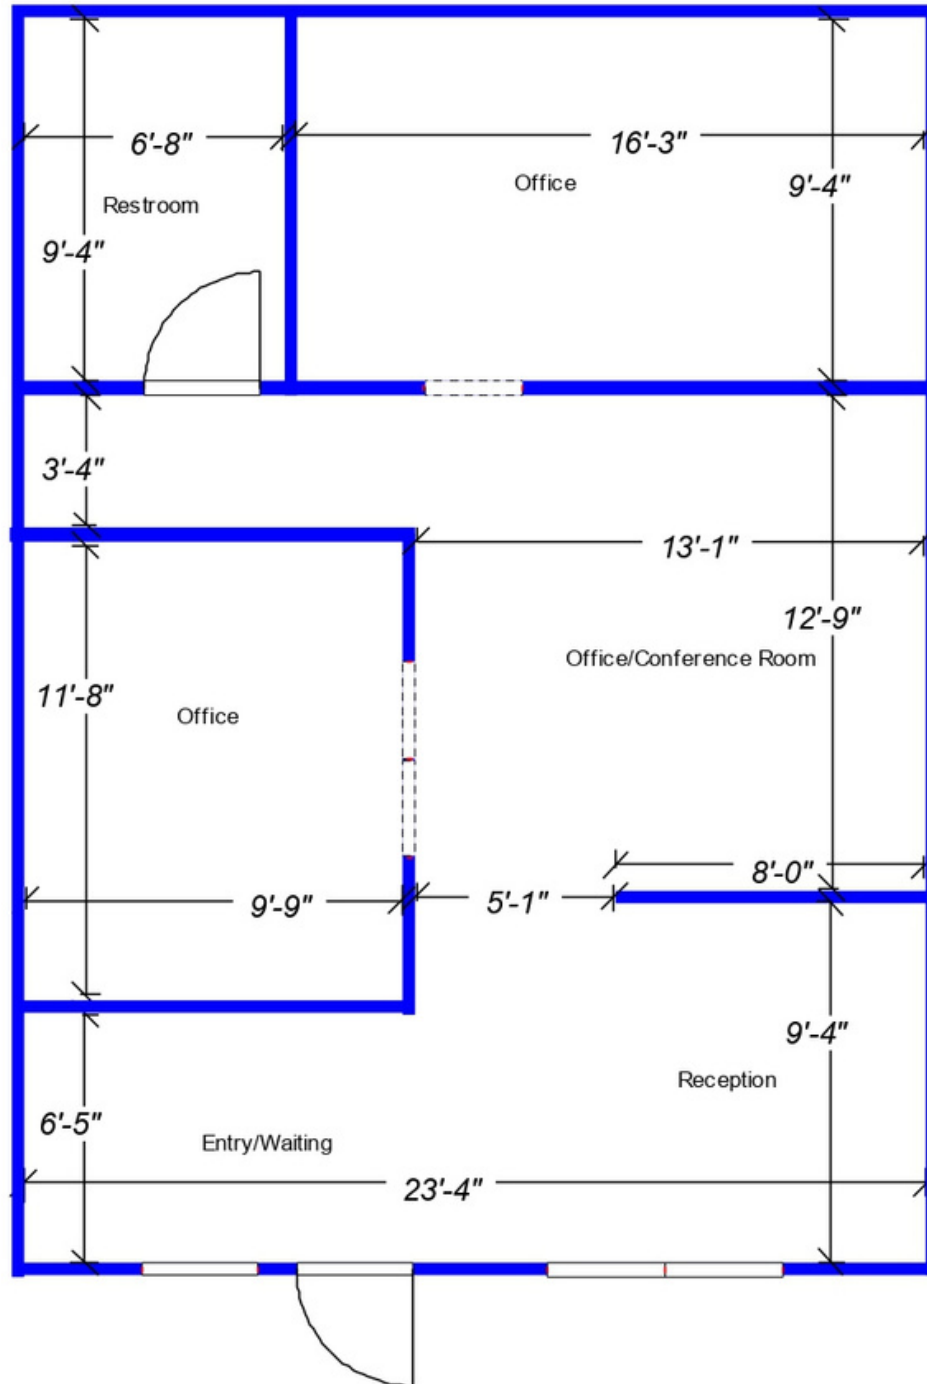 6'-8"
16'-3"
Office
9'-4"
Restroom
9'-4"
3'-4"
13'-1"
12'-9"
Office/Conference Room
11'-8"
Office
8'-0"
9'-9"
5'-1"
9'-4"
Reception
6'-5"
Entry/Waiting
23'-4"